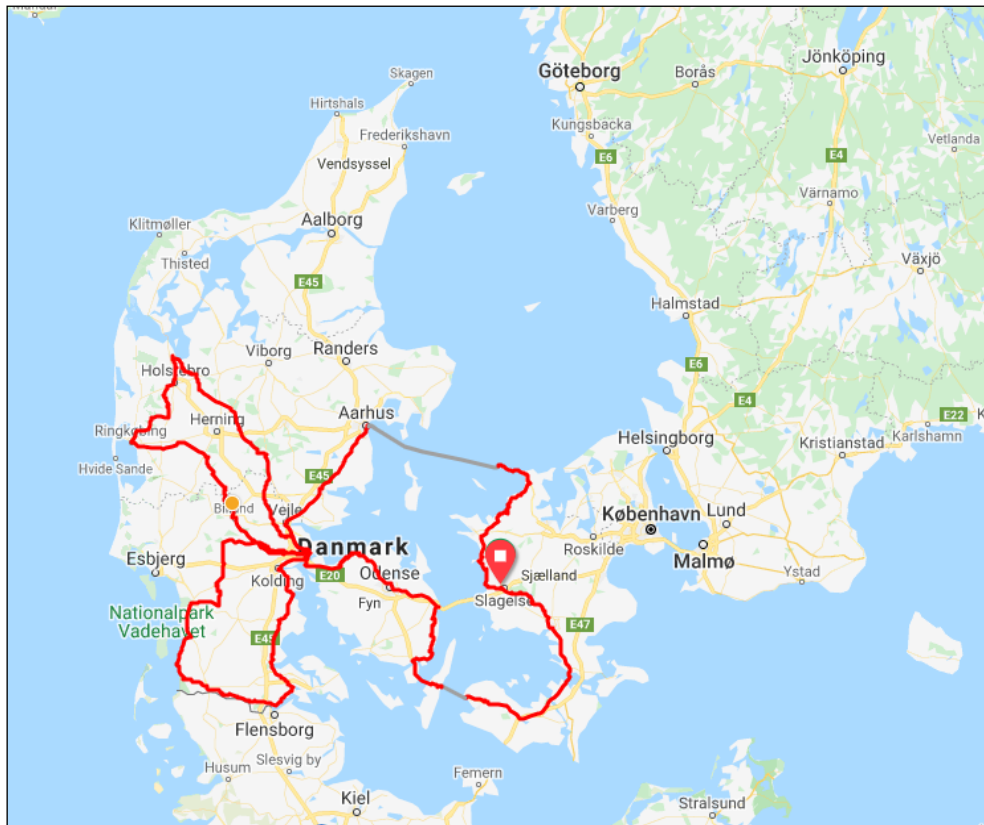 Skagen
Göteborg
Borås
Jönköping
Hirtshals
Kungsbacka
Frederikshavn
E6
E4
Vetlanda
Vendsyssel
Värnamo
Varberg
Klitmøller
Aalborg
Thisted
Växjö
E45
Halmstad
Viborg
Randers
E6
Holstebro
E4
Aarhus
E22
Ringkøbing
Herning
Karlshamn
Helsingborg
Kristianstad
Hvide Sande
E45
Billund
Vejle
København
Lund
Danmark
Roskilde
Malmø
Esbjerg
Kolding
E20
Odense
Sjælland
Ystad
Fyn
Slagelse
Nationalpark
Vadehavet
E47
E45
Flensborg
Slesvig by
Husum
Femern
Kiel
Stralsund